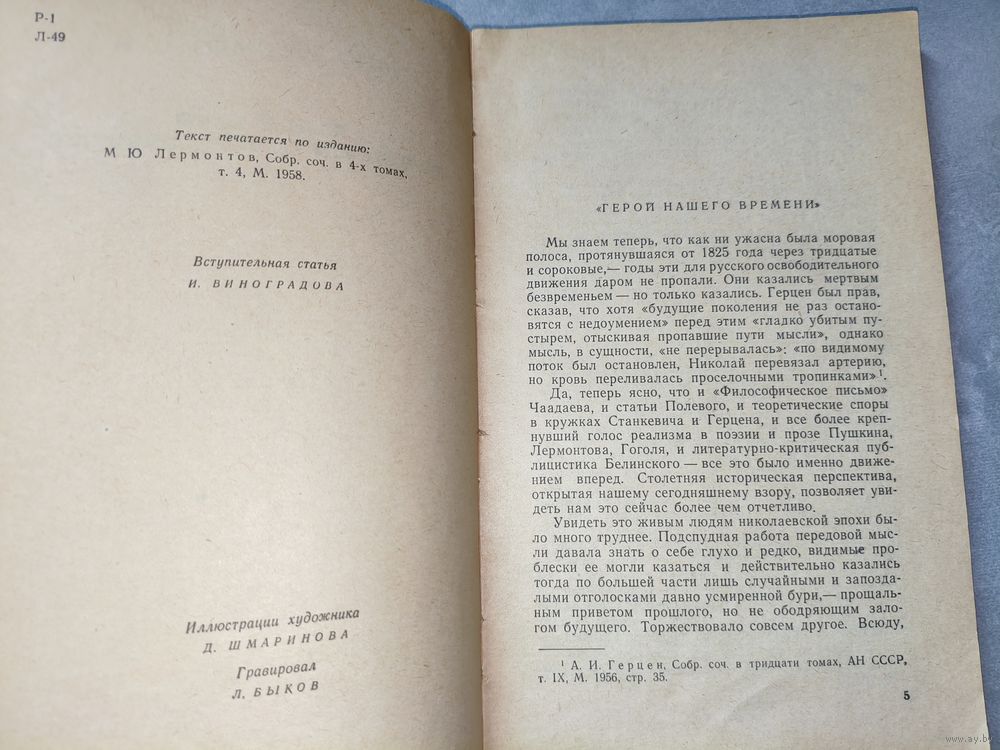 Р-1
Л-49
Текст печатается по изданию:
М Ю Лермонтов, Собр. соч. в 4-х томах,
т. 4, М. 1958.
Вступительная статья
И. ВИНОГРАДОВА
Иллюстрации художника
Д. ШМАРИНОВА
Гравировал
Л. БЫКОВ
«ГЕРОЙ НАШЕГО ВРЕМЕНИ»
Мы знаем теперь, что как ни ужасна была моровая
полоса, протянувшаяся от 1825 года через тридцатые
и сороковые,— годы эти для русского освободительного
движения даром не пропали. Они казались мертвым
безвременьем — но только казались. Герцен был прав,
сказав, что хотя «будущие поколения не раз остано-
вятся с недоумением» перед этим «гладко убитым пу-
стырем, отыскивая пропавшие пути мысли», однако
мысль, в сущности, «не перерывалась»: «по видимому
поток был остановлен, Николай перевязал артерию,
но кровь переливалась проселочными тропинками»¹.
Да, теперь ясно, что и «Философическое письмо»
Чаадаева, и статьи Полевого, и теоретические споры
в кружках Станкевича и Герцена, и все более креп-
нувший голос реализма в поэзии и прозе Пушкина,
Лермонтова, Гоголя, и литературно-критическая пуб-
лицистика Белинского — все это было именно движе-
нием вперед. Столетняя историческая перспектива,
открытая нашему сегодняшнему взору, позволяет уви-
деть нам это сейчас более чем отчетливо.
Увидеть это живым людям николаевской эпохи бы-
ло много труднее. Подспудная работа передовой мыс-
ли давала знать о себе глухо и редко, видимые про-
блески ее могли казаться и действительно казались
тогда по большей части лишь случайными и запозда-
лыми отголосками давно усмиренной бури,— прощаль-
ным приветом прошлого, но не ободряющим зало-
гом будущего. Торжествовало совсем другое. Всюду,
¹ А. И. Герцен, Собр. соч. в тридцати томах, АН СССР,
т. IX, М. 1956, стр. 35.
5
www.ay.by